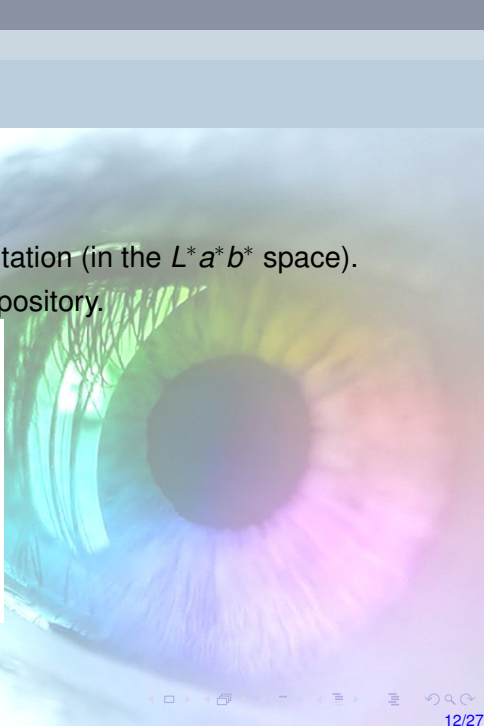 tation (in the L*a*b* space).
pository.
12/27